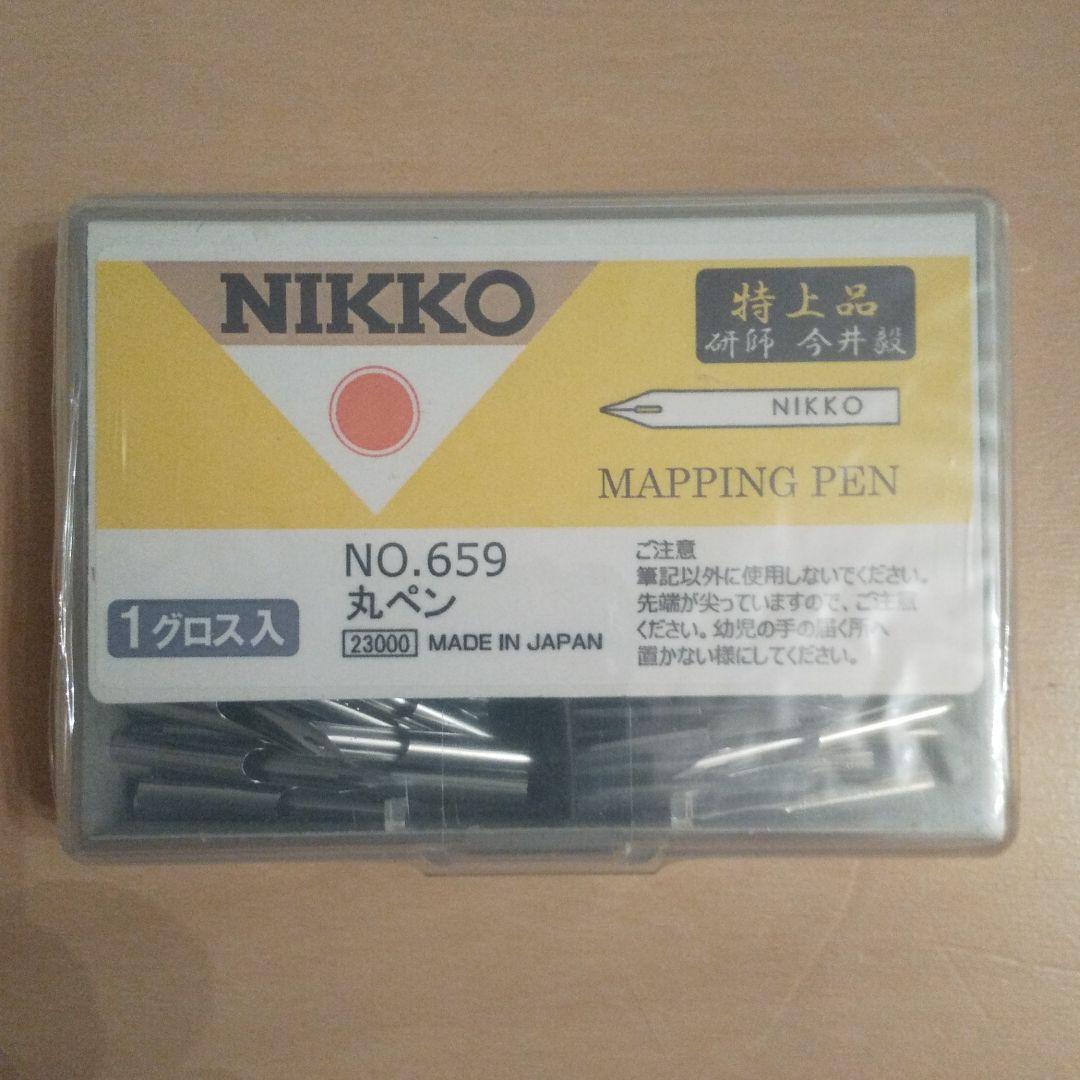 NIKKO
特上品
研師 今井毅
NIKKO
MAPPING PEN
NO.659
丸ペン
23000 MADE IN JAPAN
1グロス入
ご注意
筆記以外に使用しないでください。
先端が尖っていますので、ご注意
ください。幼児の手の届く所へ
置かない様にしてください。